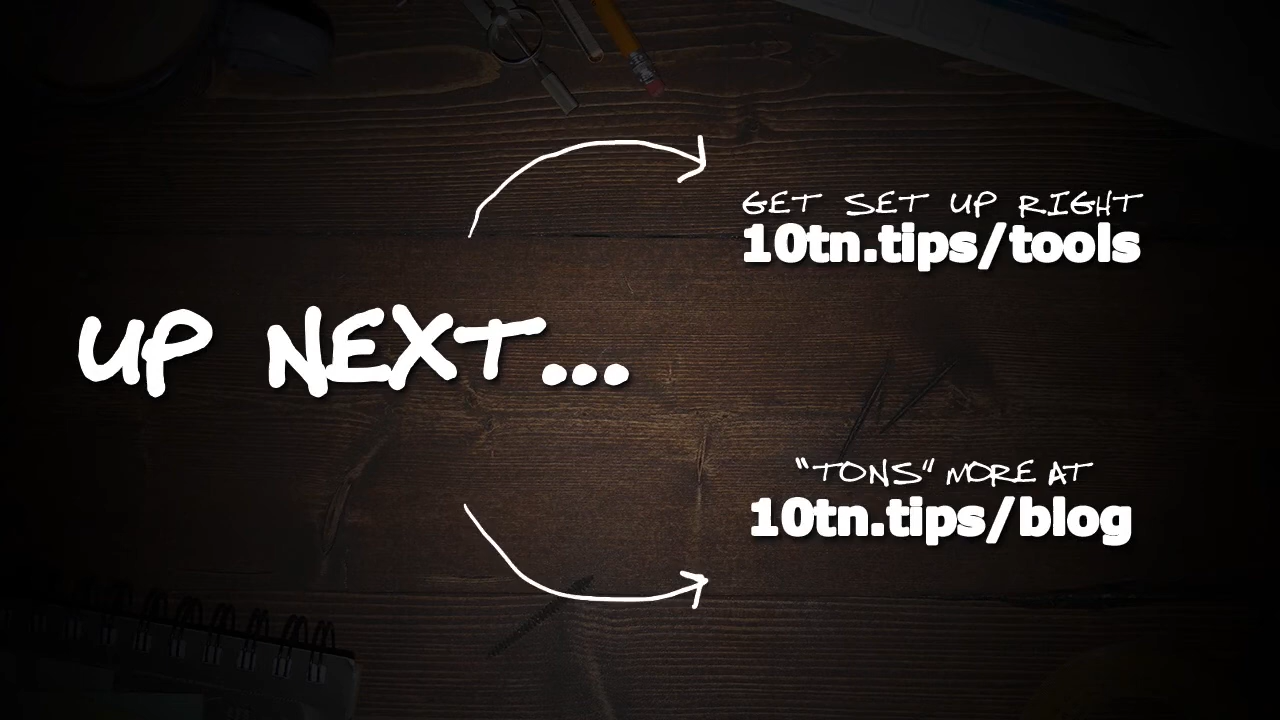 UP NEXT...
GET SET UP RIGHT
10tn.tips/tools
"TONS" MORE AT
10tn.tips/blog